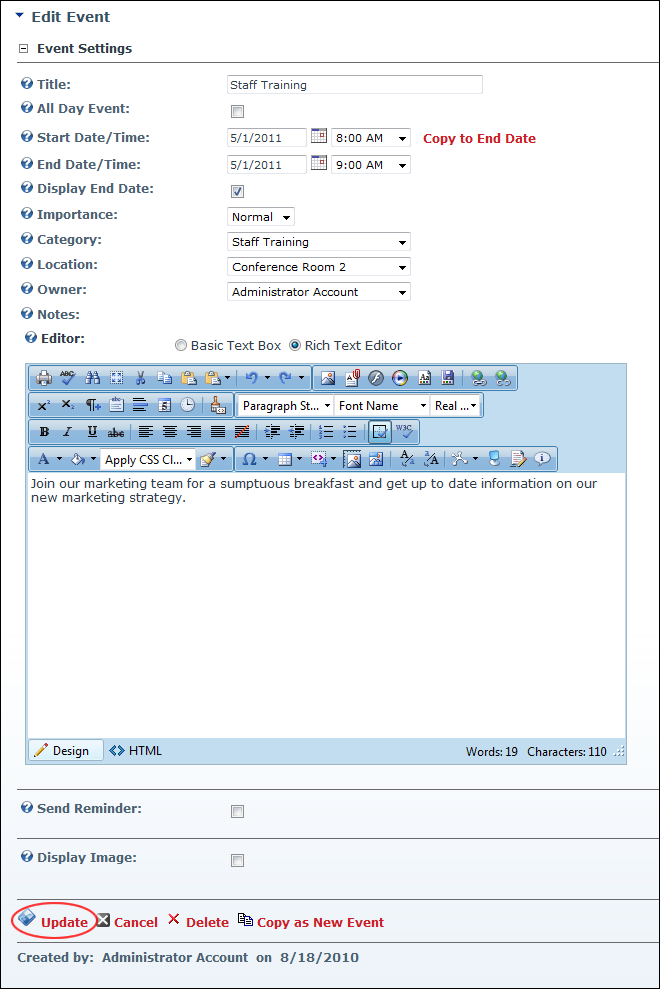 Edit Event
Event Settings
Title: Staff Training
All Day Event:
Start Date/Time: 5/1/2011 8:00 AM Copy to End Date
End Date/Time: 5/1/2011 9:00 AM
Display End Date:
Importance: Normal
Category: Staff Training
Location: Conference Room 2
Owner: Administrator Account
Notes:
Editor: Basic Text Box Rich Text Editor
ABC
Paragraph St... Font Name Real ...
B I U abc W3C
A Apply CSS Cl... Ω
Join our marketing team for a sumptuous breakfast and get up to date information on our
new marketing strategy.
Design HTML Words: 19 Characters: 110
Send Reminder:
Display Image:
Update Cancel Delete Copy as New Event
Created by: Administrator Account on 8/18/2010